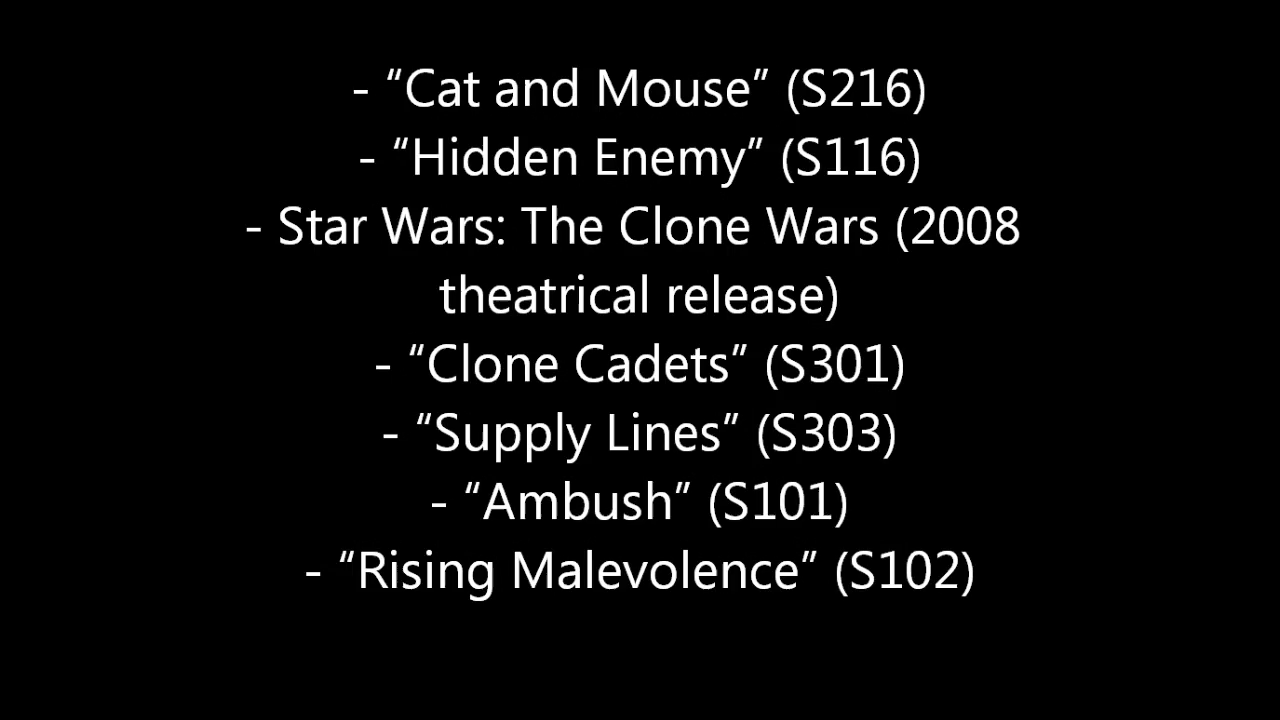 - “Cat and Mouse” (S216)
- “Hidden Enemy” (S116)
- Star Wars: The Clone Wars (2008
theatrical release)
- “Clone Cadets” (S301)
- “Supply Lines” (S303)
- “Ambush” (S101)
- “Rising Malevolence” (S102)